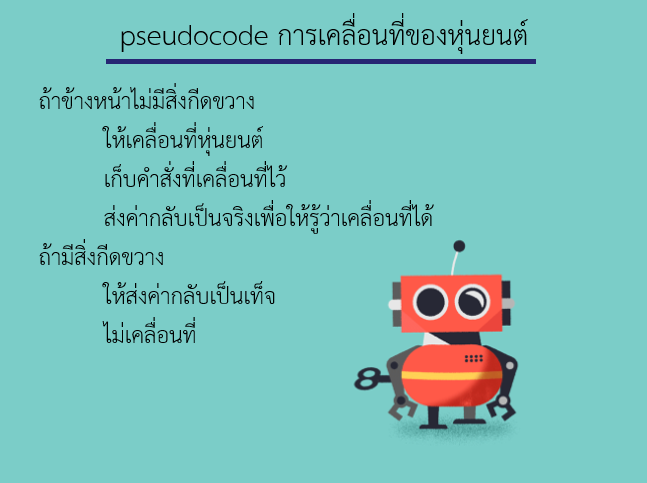 pseudocode การเคลื่อนที่ของหุ่นยนต์
ถ้าข้างหน้าไม่มีสิ่งกีดขวาง
ให้เคลื่อนที่หุ่นยนต์
เก็บคำสั่งที่เคลื่อนที่ไว้
ส่งค่ากลับเป็นจริงเพื่อให้รู้ว่าเคลื่อนที่ได้
ถ้ามีสิ่งกีดขวาง
ให้ส่งค่ากลับเป็นเท็จ
ไม่เคลื่อนที่